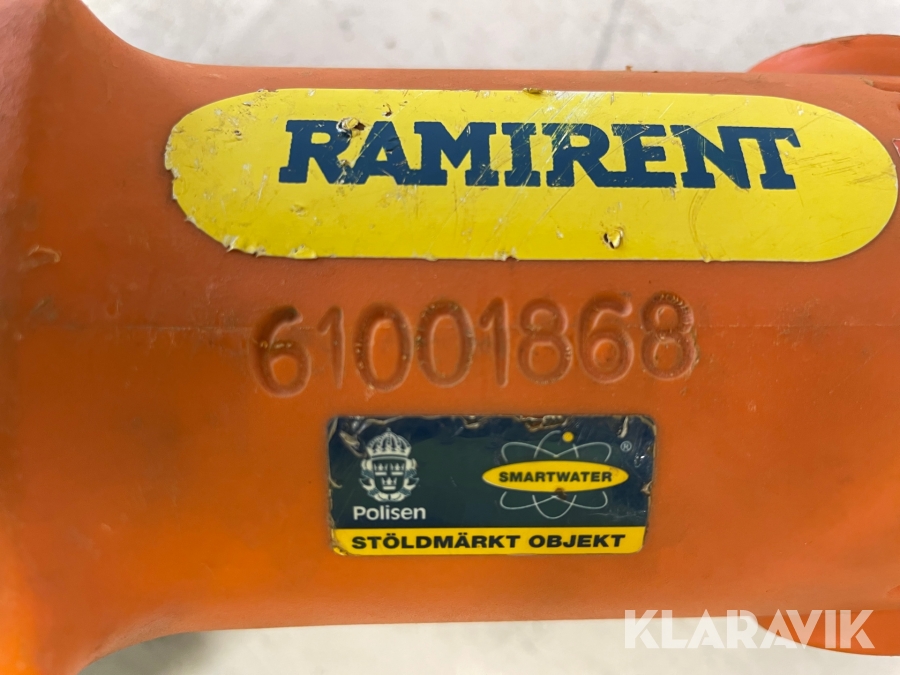 RAMIRENT
61001868
Polisen
SMARTWATER
®
STÖLDMÄRKT OBJEKT
KLARAVIK